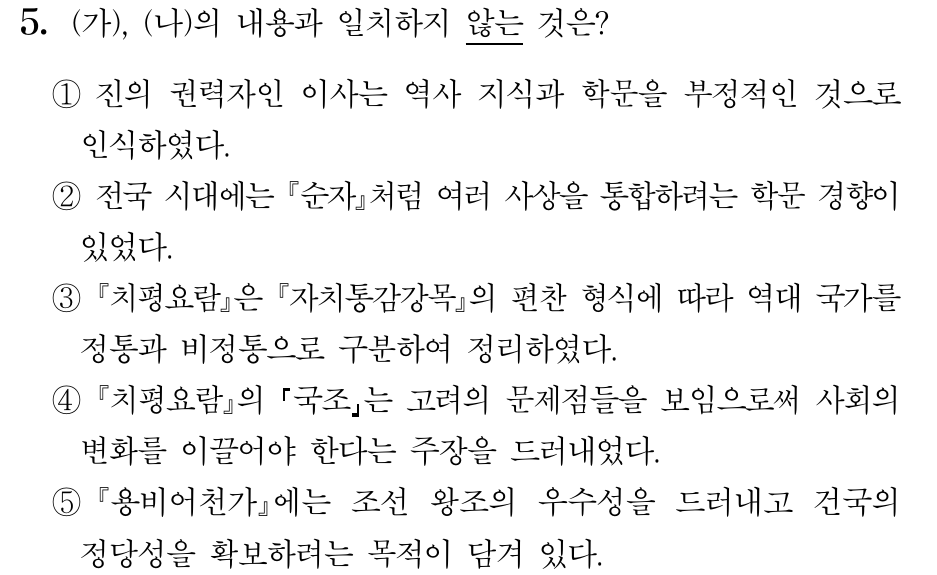 5. (가), (나)의 내용과 일치하지 않는 것은?
① 진의 권력자인 이사는 역사 지식과 학문을 부정적인 것으로
인식하였다.
② 전국 시대에는 『순자』처럼 여러 사상을 통합하려는 학문 경향이
있었다.
③ 『치평요람』은 『자치통감강목』의 편찬 형식에 따라 역대 국가를
정통과 비정통으로 구분하여 정리하였다.
④ 『치평요람』의 「국조」는 고려의 문제점들을 보임으로써 사회의
변화를 이끌어야 한다는 주장을 드러내었다.
⑤ 『용비어천가』에는 조선 왕조의 우수성을 드러내고 건국의
정당성을 확보하려는 목적이 담겨 있다.